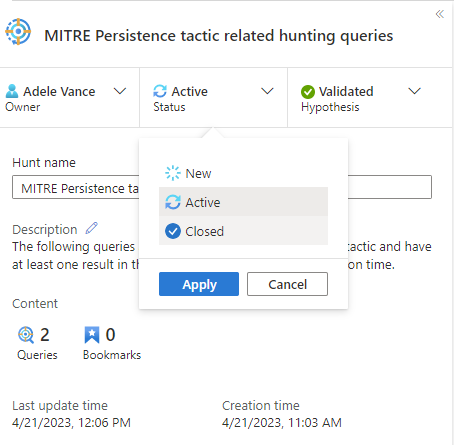 MITRE Persistence tactic related hunting queries
Adele Vance
Owner
Active
Status
Validated
Hypothesis
Hunt name
MITRE Persistence ta
New
Active
Closed
Apply
Cancel
Description
The following queries
tactic and have
at least one result in th
on time.
Content
2
Queries
0
Bookmarks
Last update time
4/21/2023, 12:06 PM
Creation time
4/21/2023, 11:03 AM